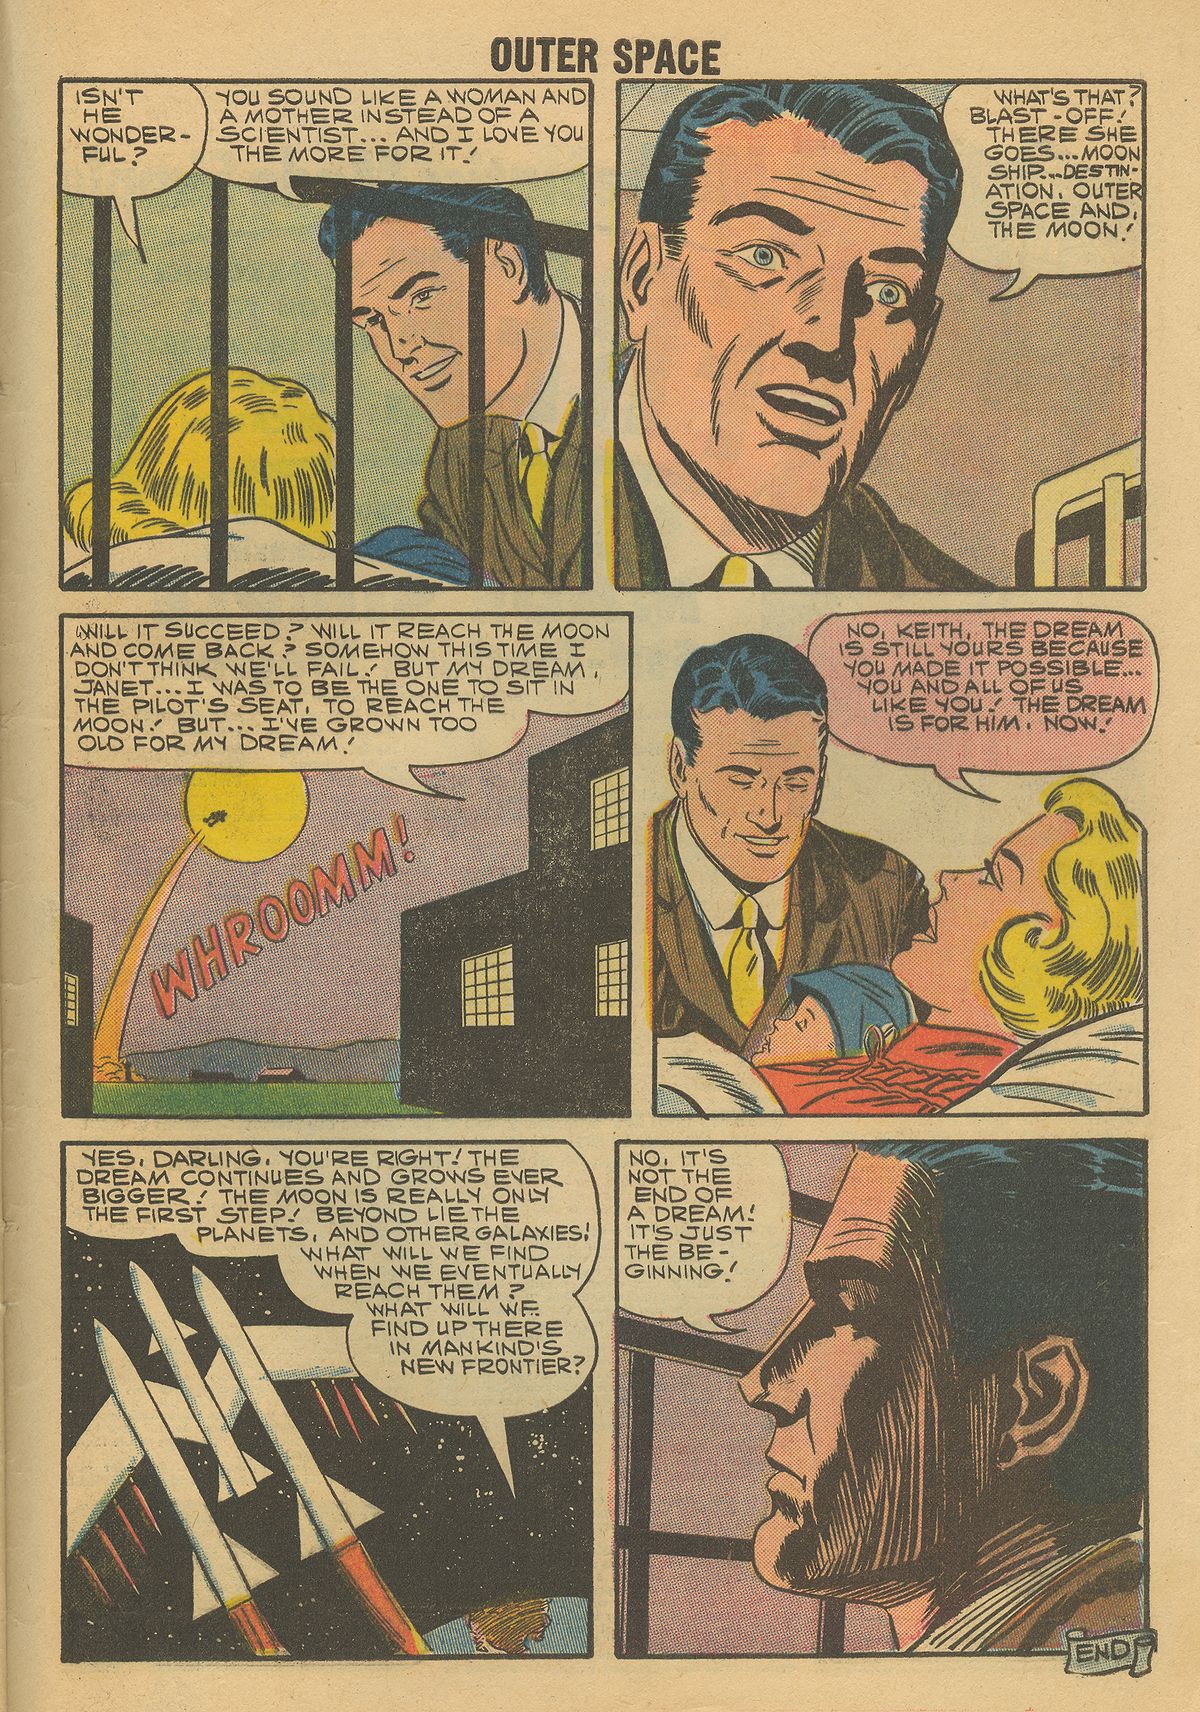 OUTER SPACE
ISN'T
HE
WONDER-
FUL?
YOU SOUND LIKE A WOMAN AND
A MOTHER INSTEAD OF A
SCIENTIST... AND I LOVE YOU
THE MORE FOR IT!
WHAT'S THAT?
BLAST-OFF!
THERE SHE
GOES...MOON
SHIP...DESTIN-
ATION, OUTER
SPACE AND,
THE MOON!
WILL IT SUCCEED? WILL IT REACH THE MOON
AND COME BACK? SOMEHOW THIS TIME I
DON'T THINK WE'LL FAIL! BUT MY DREAM,
JANET... I WAS TO BE THE ONE TO SIT IN
THE PILOT'S SEAT, TO REACH THE
MOON! BUT... I'VE GROWN TOO
OLD FOR MY DREAM!
WHROOMM!
NO, KEITH, THE DREAM
IS STILL YOURS BECAUSE
YOU MADE IT POSSIBLE...
YOU AND ALL OF US
LIKE YOU! THE DREAM
IS FOR HIM, NOW!
YES, DARLING, YOU'RE RIGHT! THE
DREAM CONTINUES AND GROWS EVER
BIGGER! THE MOON IS REALLY ONLY
THE FIRST STEP! BEYOND LIE THE
PLANETS, AND OTHER GALAXIES!
WHAT WILL WE FIND
WHEN WE EVENTUALLY
REACH THEM?
WHAT WILL WE
FIND UP THERE
IN MANKIND'S
NEW FRONTIER?
NO, IT'S
NOT THE
END OF
A DREAM!
IT'S JUST
THE BE-
GINNING!
END